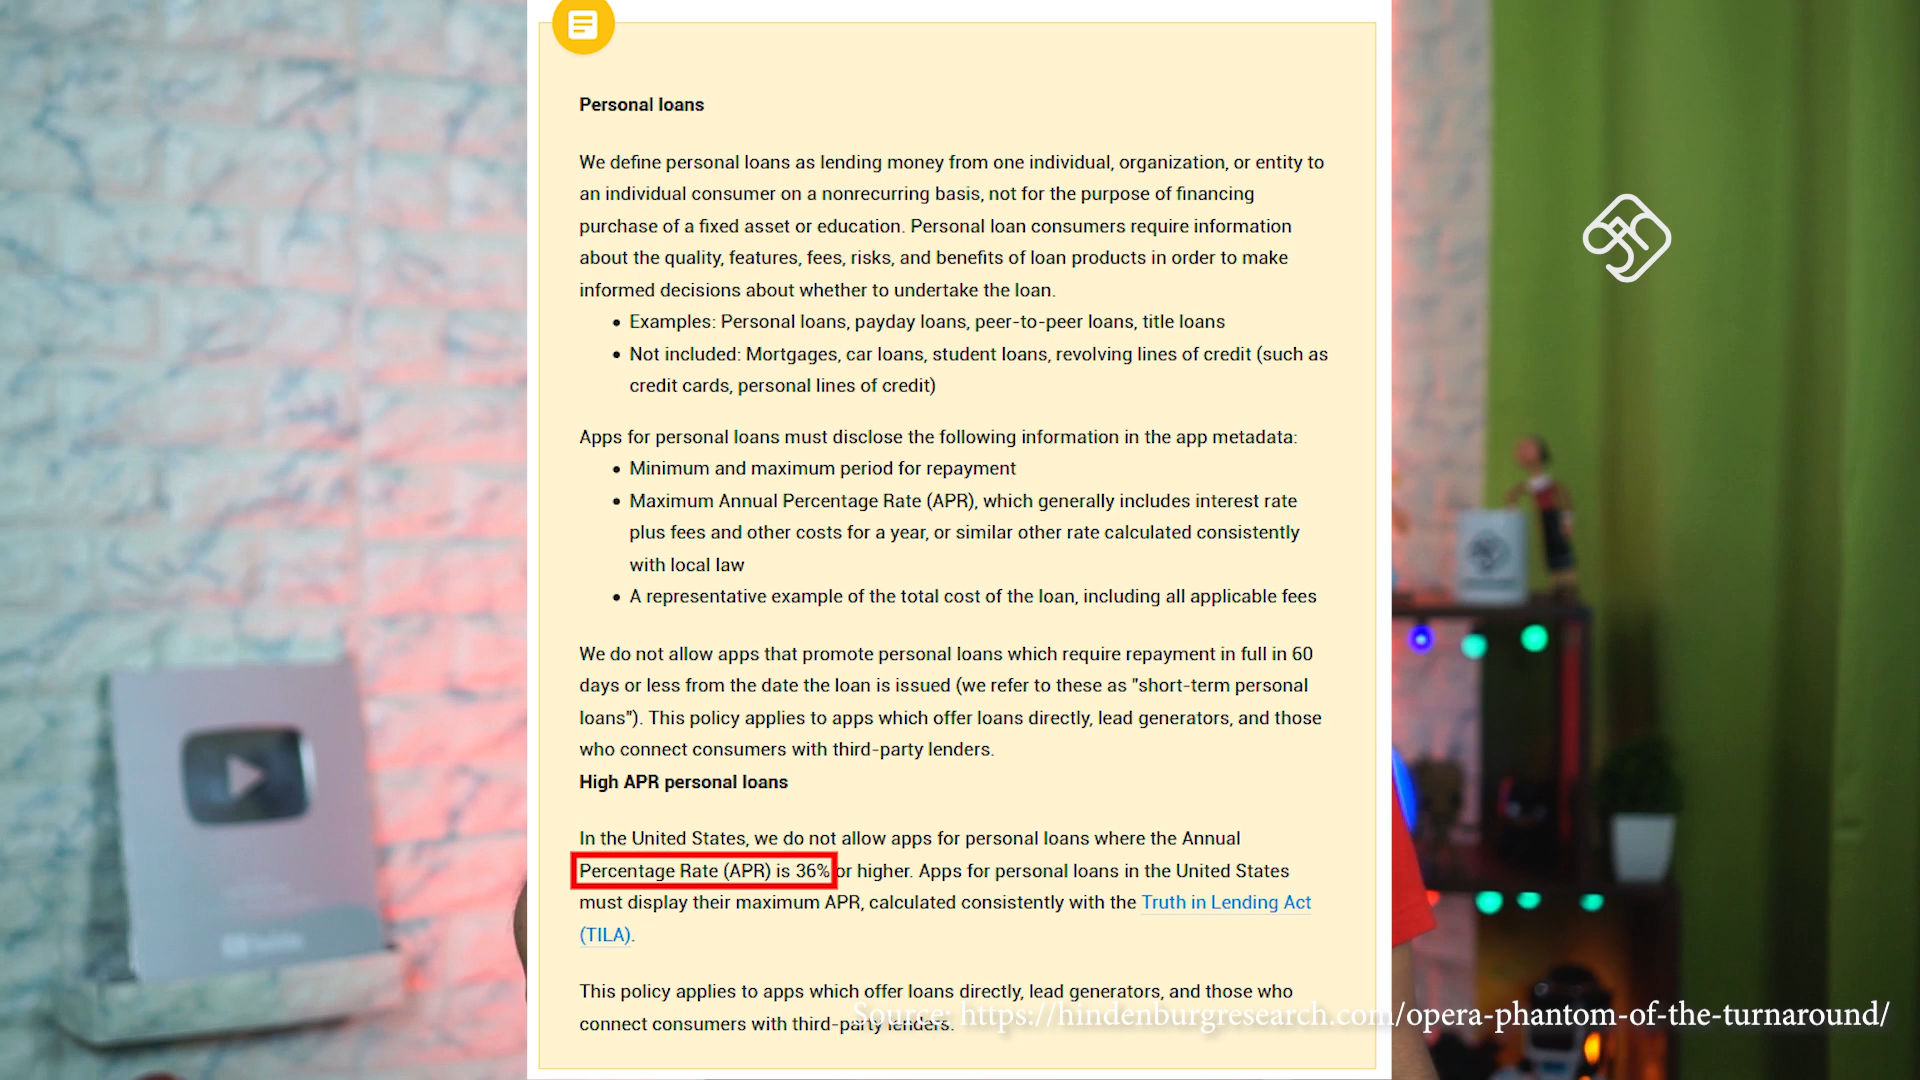 Personal loans
We define personal loans as lending money from one individual, organization, or entity to
an individual consumer on a nonrecurring basis, not for the purpose of financing
purchase of a fixed asset or education. Personal loan consumers require information
about the quality, features, fees, risks, and benefits of loan products in order to make
informed decisions about whether to undertake the loan.
• Examples: Personal loans, payday loans, peer-to-peer loans, title loans
• Not included: Mortgages, car loans, student loans, revolving lines of credit (such as
credit cards, personal lines of credit)
Apps for personal loans must disclose the following information in the app metadata:
• Minimum and maximum period for repayment
• Maximum Annual Percentage Rate (APR), which generally includes interest rate
plus fees and other costs for a year, or similar other rate calculated consistently
with local law
• A representative example of the total cost of the loan, including all applicable fees
We do not allow apps that promote personal loans which require repayment in full in 60
days or less from the date the loan is issued (we refer to these as "short-term personal
loans"). This policy applies to apps which offer loans directly, lead generators, and those
who connect consumers with third-party lenders.
High APR personal loans
In the United States, we do not allow apps for personal loans where the Annual
Percentage Rate (APR) is 36% or higher. Apps for personal loans in the United States
must display their maximum APR, calculated consistently with the Truth in Lending Act
(TILA).
This policy applies to apps which offer loans directly, lead generators, and those who
connect consumers with third-party lenders.
Source: https://hindenburgresearch.com/opera-phantom-of-the-turnaround/